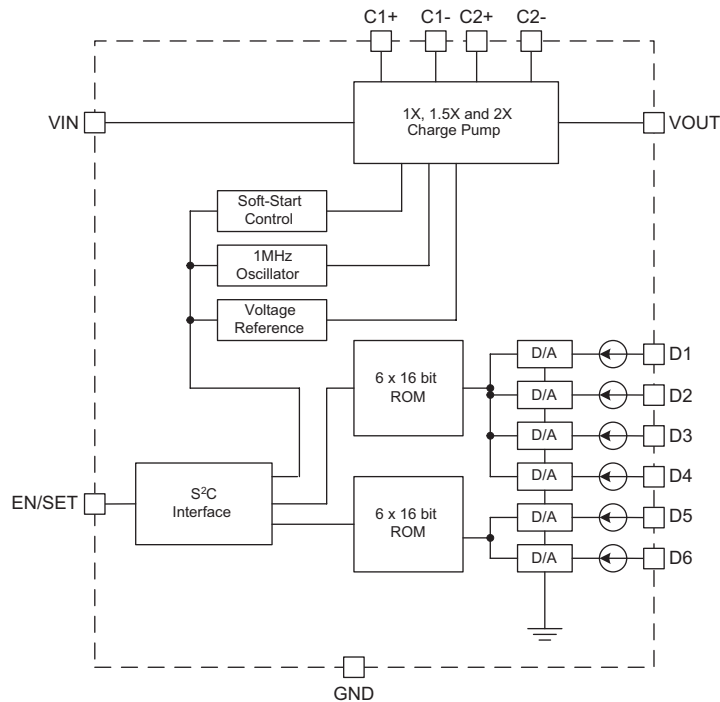 C1+ C1- C2+ C2-
VIN
1X, 1.5X and 2X
Charge Pump
VOUT
Soft-Start
Control
1MHz
Oscillator
Voltage
Reference
6 x 16 bit
ROM
D/A
D1
D/A
D2
D/A
D3
D/A
D4
EN/SET
S²C
Interface
6 x 16 bit
ROM
D/A
D5
D/A
D6
GND